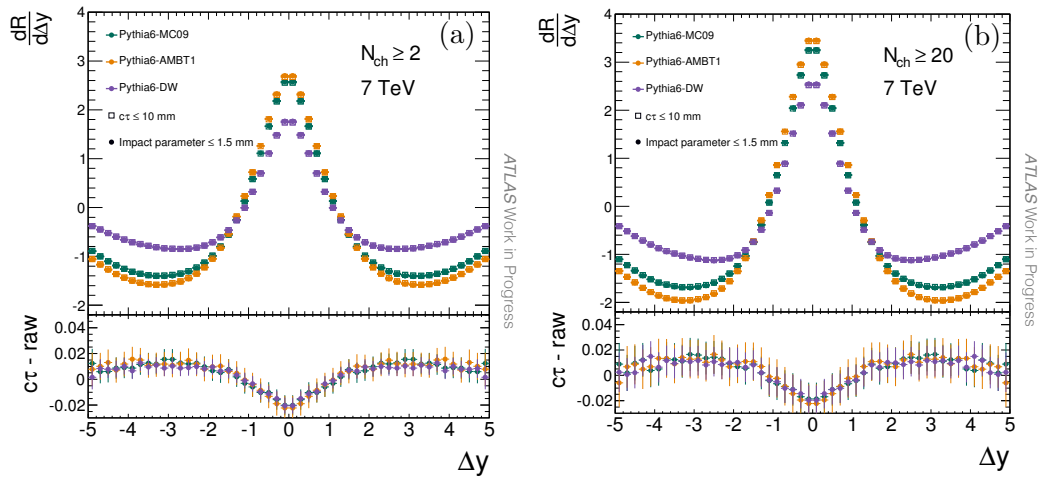 dR
dΔy
(a)
Pythia6-MC09
Pythia6-AMBT1
Pythia6-DW
cτ ≤ 10 mm
Impact parameter ≤ 1.5 mm
N_ch ≥ 2
7 TeV
4
3
2
1
0
-1
-2
cτ - raw
0.04
0.02
0
-0.02
-5 -4 -3 -2 -1 0 1 2 3 4 5
Δy
ATLAS Work in Progress
dR
dΔy
(b)
Pythia6-MC09
Pythia6-AMBT1
Pythia6-DW
cτ ≤ 10 mm
Impact parameter ≤ 1.5 mm
N_ch ≥ 20
7 TeV
4
3
2
1
0
-1
-2
cτ - raw
0.04
0.02
0
-0.02
-5 -4 -3 -2 -1 0 1 2 3 4 5
Δy
ATLAS Work in Progress